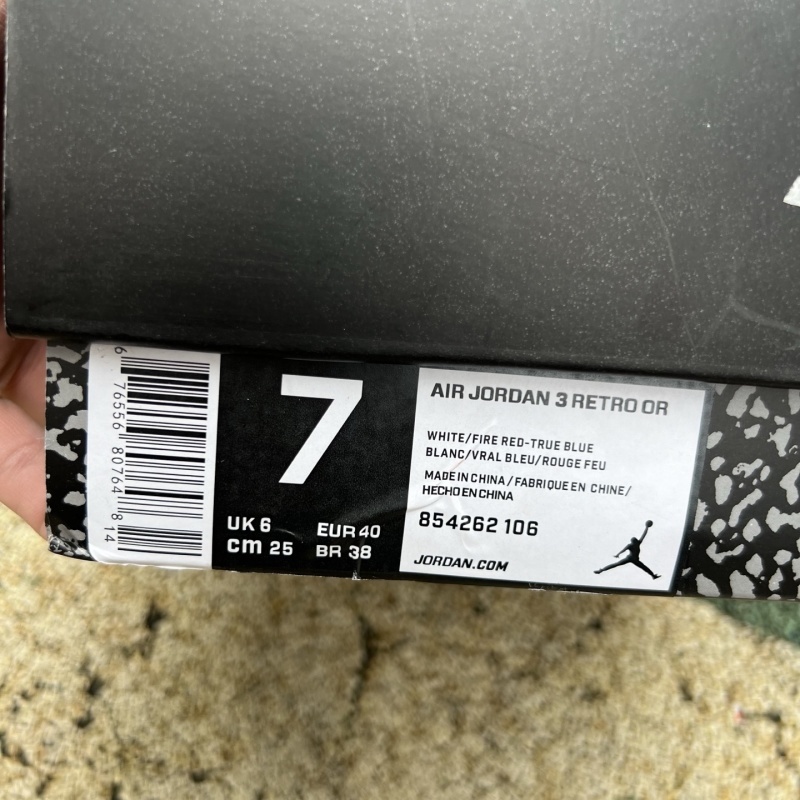 6 76556 80764 8 14
7
UK 6 EUR 40
cm 25 BR 38
AIR JORDAN 3 RETRO OR
WHITE/FIRE RED-TRUE BLUE
BLANC/VRAL BLEU/ROUGE FEU
MADE IN CHINA / FABRIQUE EN CHINE/
HECHO EN CHINA
854262 106
JORDAN.COM